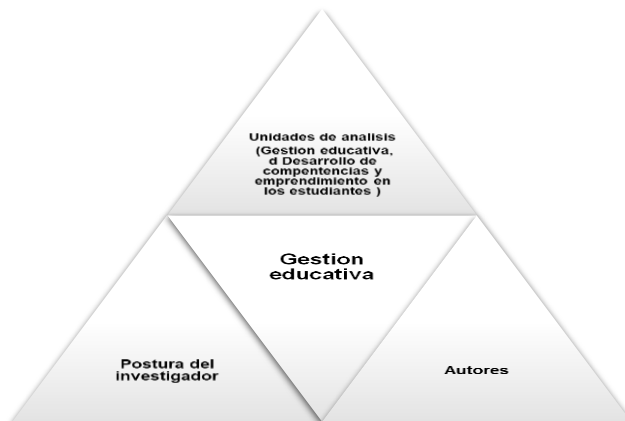 Unidades de analisis
(Gestion educativa,
d Desarrollo de
compentencias y
emprendimiento en
los estudiantes )
Gestion
educativa
Postura del
investigador
Autores